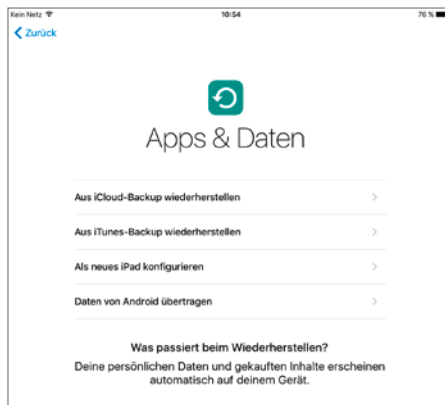 Kein Netz 10:54 76 %
Zurück
Apps & Daten
Aus iCloud-Backup wiederherstellen
Aus iTunes-Backup wiederherstellen
Als neues iPad konfigurieren
Daten von Android übertragen
Was passiert beim Wiederherstellen?
Deine persönlichen Daten und gekauften Inhalte erscheinen
automatisch auf deinem Gerät.